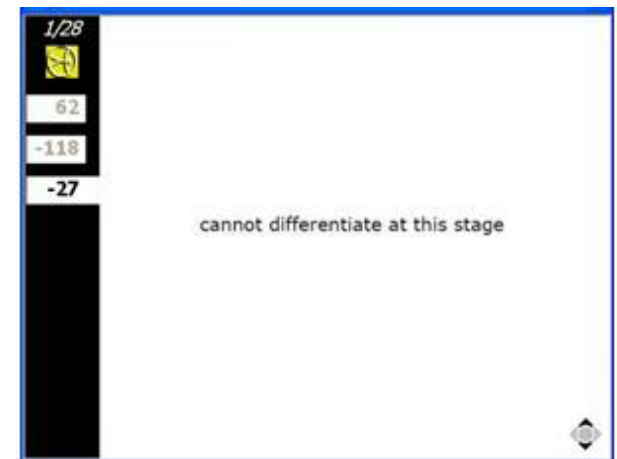 1/28
62
-118
-27
cannot differentiate at this stage